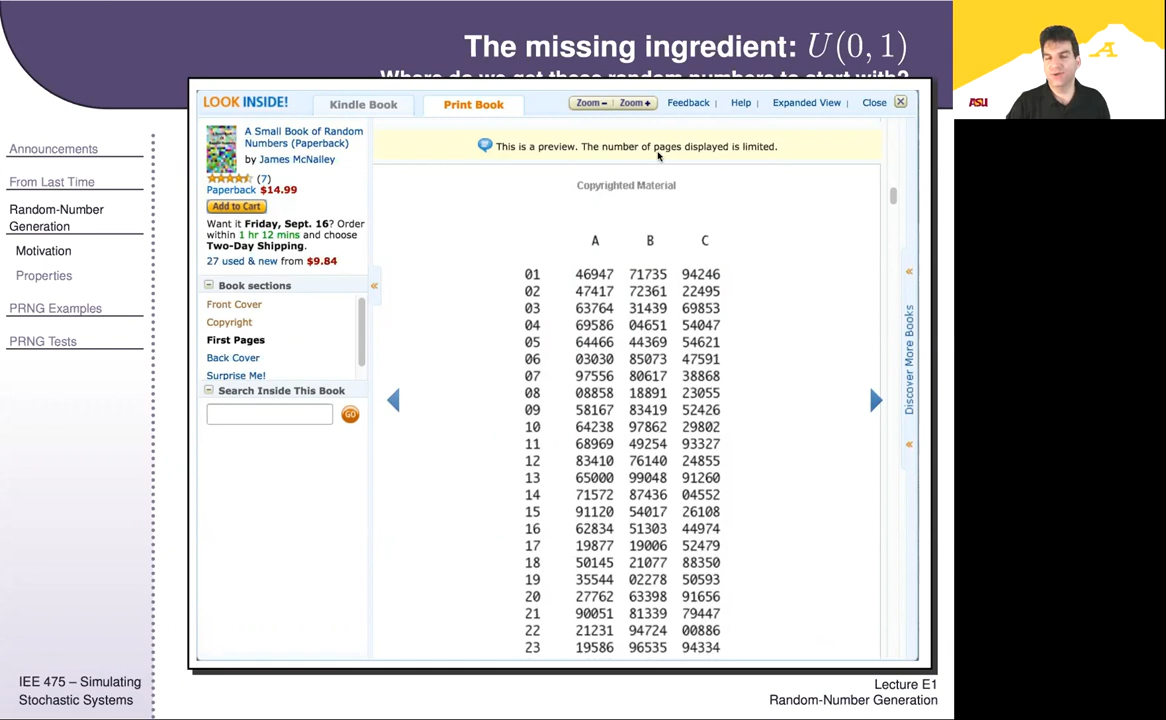 The missing ingredient: U(0, 1)
Where do we get these random numbers to start with?
ASU
A
Announcements
From Last Time
Random-Number
Generation
Motivation
Properties
PRNG Examples
PRNG Tests
IEE 475 – Simulating
Stochastic Systems
LOOK INSIDE!
Kindle Book
Print Book
Zoom −
Zoom +
Feedback |
Help |
Expanded View |
Close
A Small Book of Random
Numbers (Paperback)
by James McNalley
(7)
Paperback $14.99
Add to Cart
Want it Friday, Sept. 16? Order
within 1 hr 12 mins and choose
Two-Day Shipping.
27 used & new from $9.84
Book sections
Front Cover
Copyright
First Pages
Back Cover
Surprise Me!
Search Inside This Book
GO
This is a preview. The number of pages displayed is limited.
Copyrighted Material
A B C
01 46947 71735 94246
02 47417 72361 22495
03 63764 31439 69853
04 69586 04651 54047
05 64466 44369 54621
06 03030 85073 47591
07 97556 80617 38868
08 08858 18891 23055
09 58167 83419 52426
10 64238 97862 29802
11 68969 49254 93327
12 83410 76140 24855
13 65000 99048 91260
14 71572 87436 04552
15 91120 54017 26108
16 62834 51303 44974
17 19877 19006 52479
18 50145 21077 88350
19 35544 02278 50593
20 27762 63398 91656
21 90051 81339 79447
22 21231 94724 00886
23 19586 96535 94334
Discover More Books
Lecture E1
Random-Number Generation